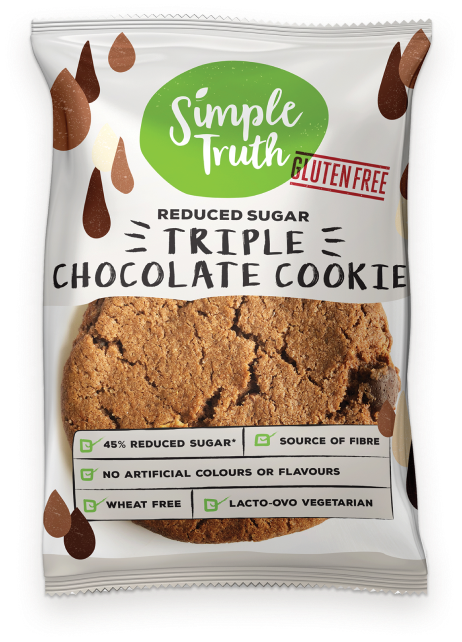 Simple
Truth
GLUTEN FREE
REDUCED SUGAR
TRIPLE
CHOCOLATE COOKIE
45% REDUCED SUGAR*
SOURCE OF FIBRE
NO ARTIFICIAL COLOURS OR FLAVOURS
WHEAT FREE
LACTO-OVO VEGETARIAN